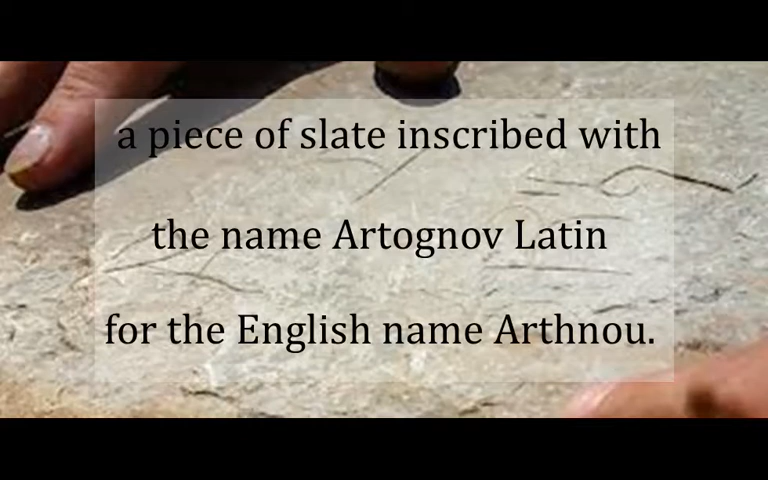 a piece of slate inscribed with
the name Artognov Latin
for the English name Arthnou.